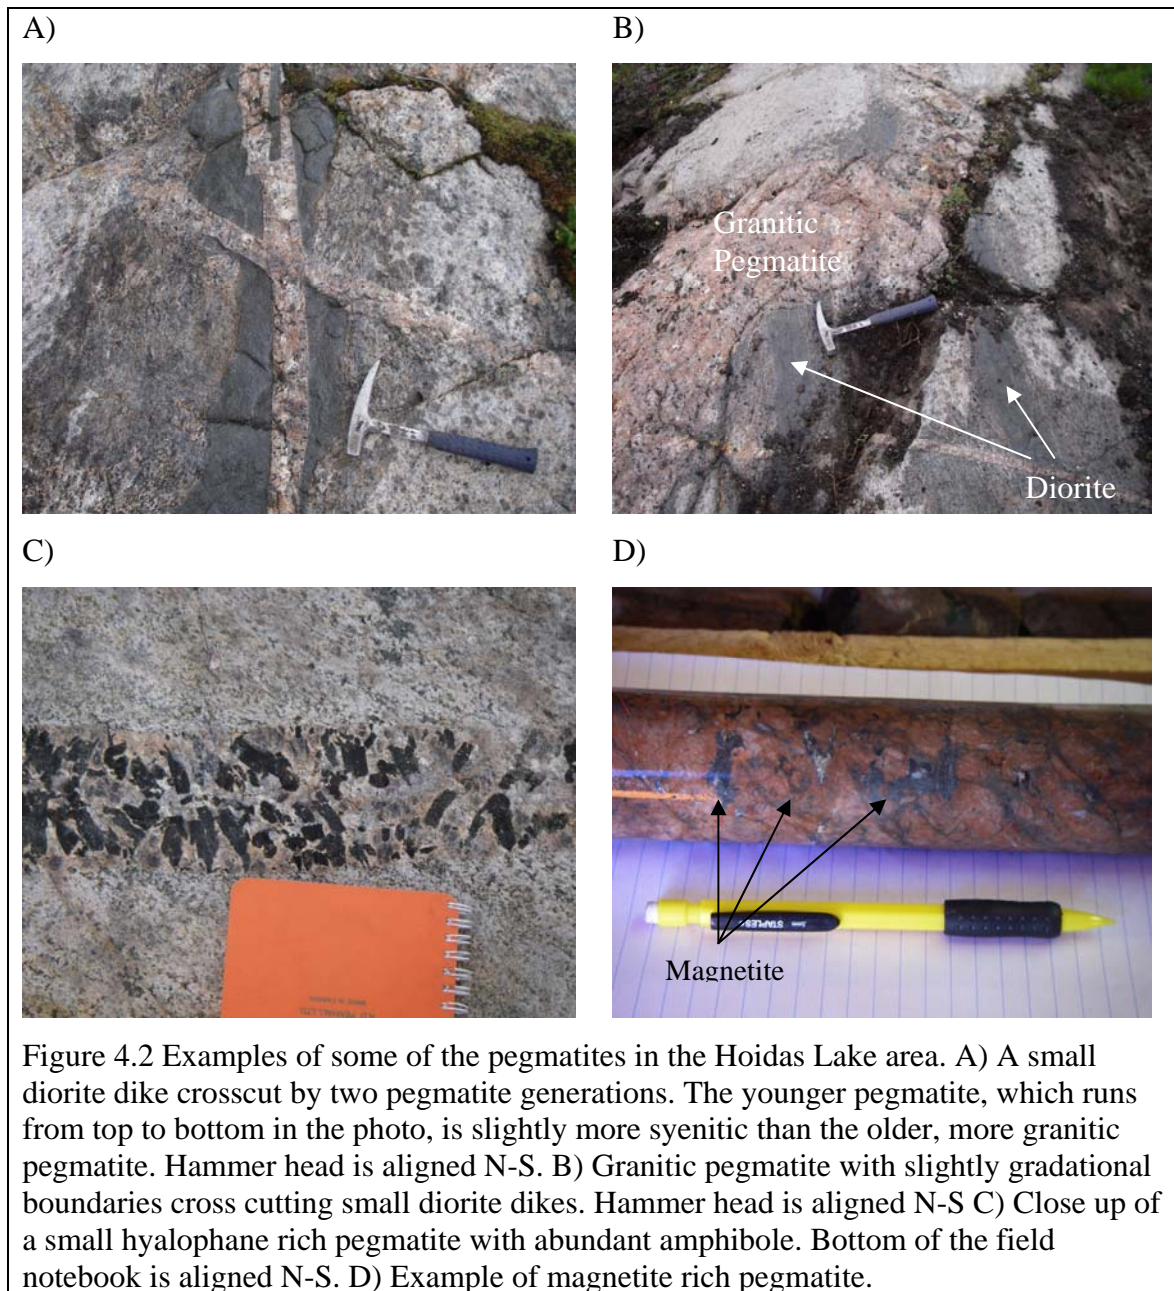 A)
B)
Granitic
Pegmatite
Diorite
C)
D)
STAPLES
Magnetite
Figure 4.2 Examples of some of the pegmatites in the Hoidas Lake area. A) A small
diorite dike crosscut by two pegmatite generations. The younger pegmatite, which runs
from top to bottom in the photo, is slightly more syenitic than the older, more granitic
pegmatite. Hammer head is aligned N-S. B) Granitic pegmatite with slightly gradational
boundaries cross cutting small diorite dikes. Hammer head is aligned N-S C) Close up of
a small hyalophane rich pegmatite with abundant amphibole. Bottom of the field
notebook is aligned N-S. D) Example of magnetite rich pegmatite.